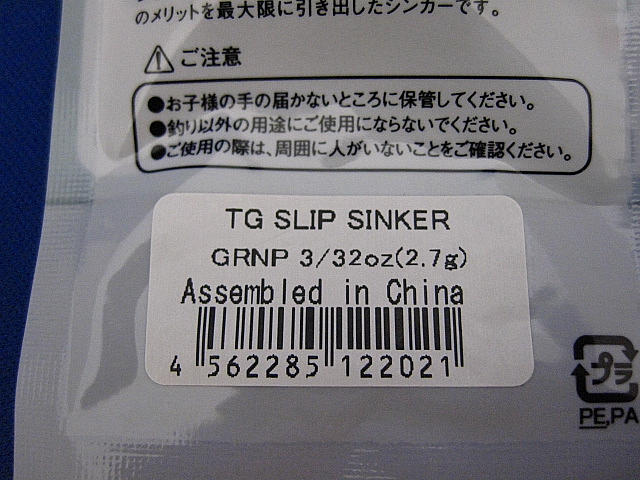 のメリットを最大限に引き出したシンカーです。
ご注意
●お子様の手の届かないところに保管してください。
●釣り以外の用途にご使用にならないでください。
●ご使用の際は、周囲に人がいないことをご確認ください。
TG SLIP SINKER
GRNP 3/32oz(2.7g)
Assembled in China
4 562285 122021
プラ
PE,PA